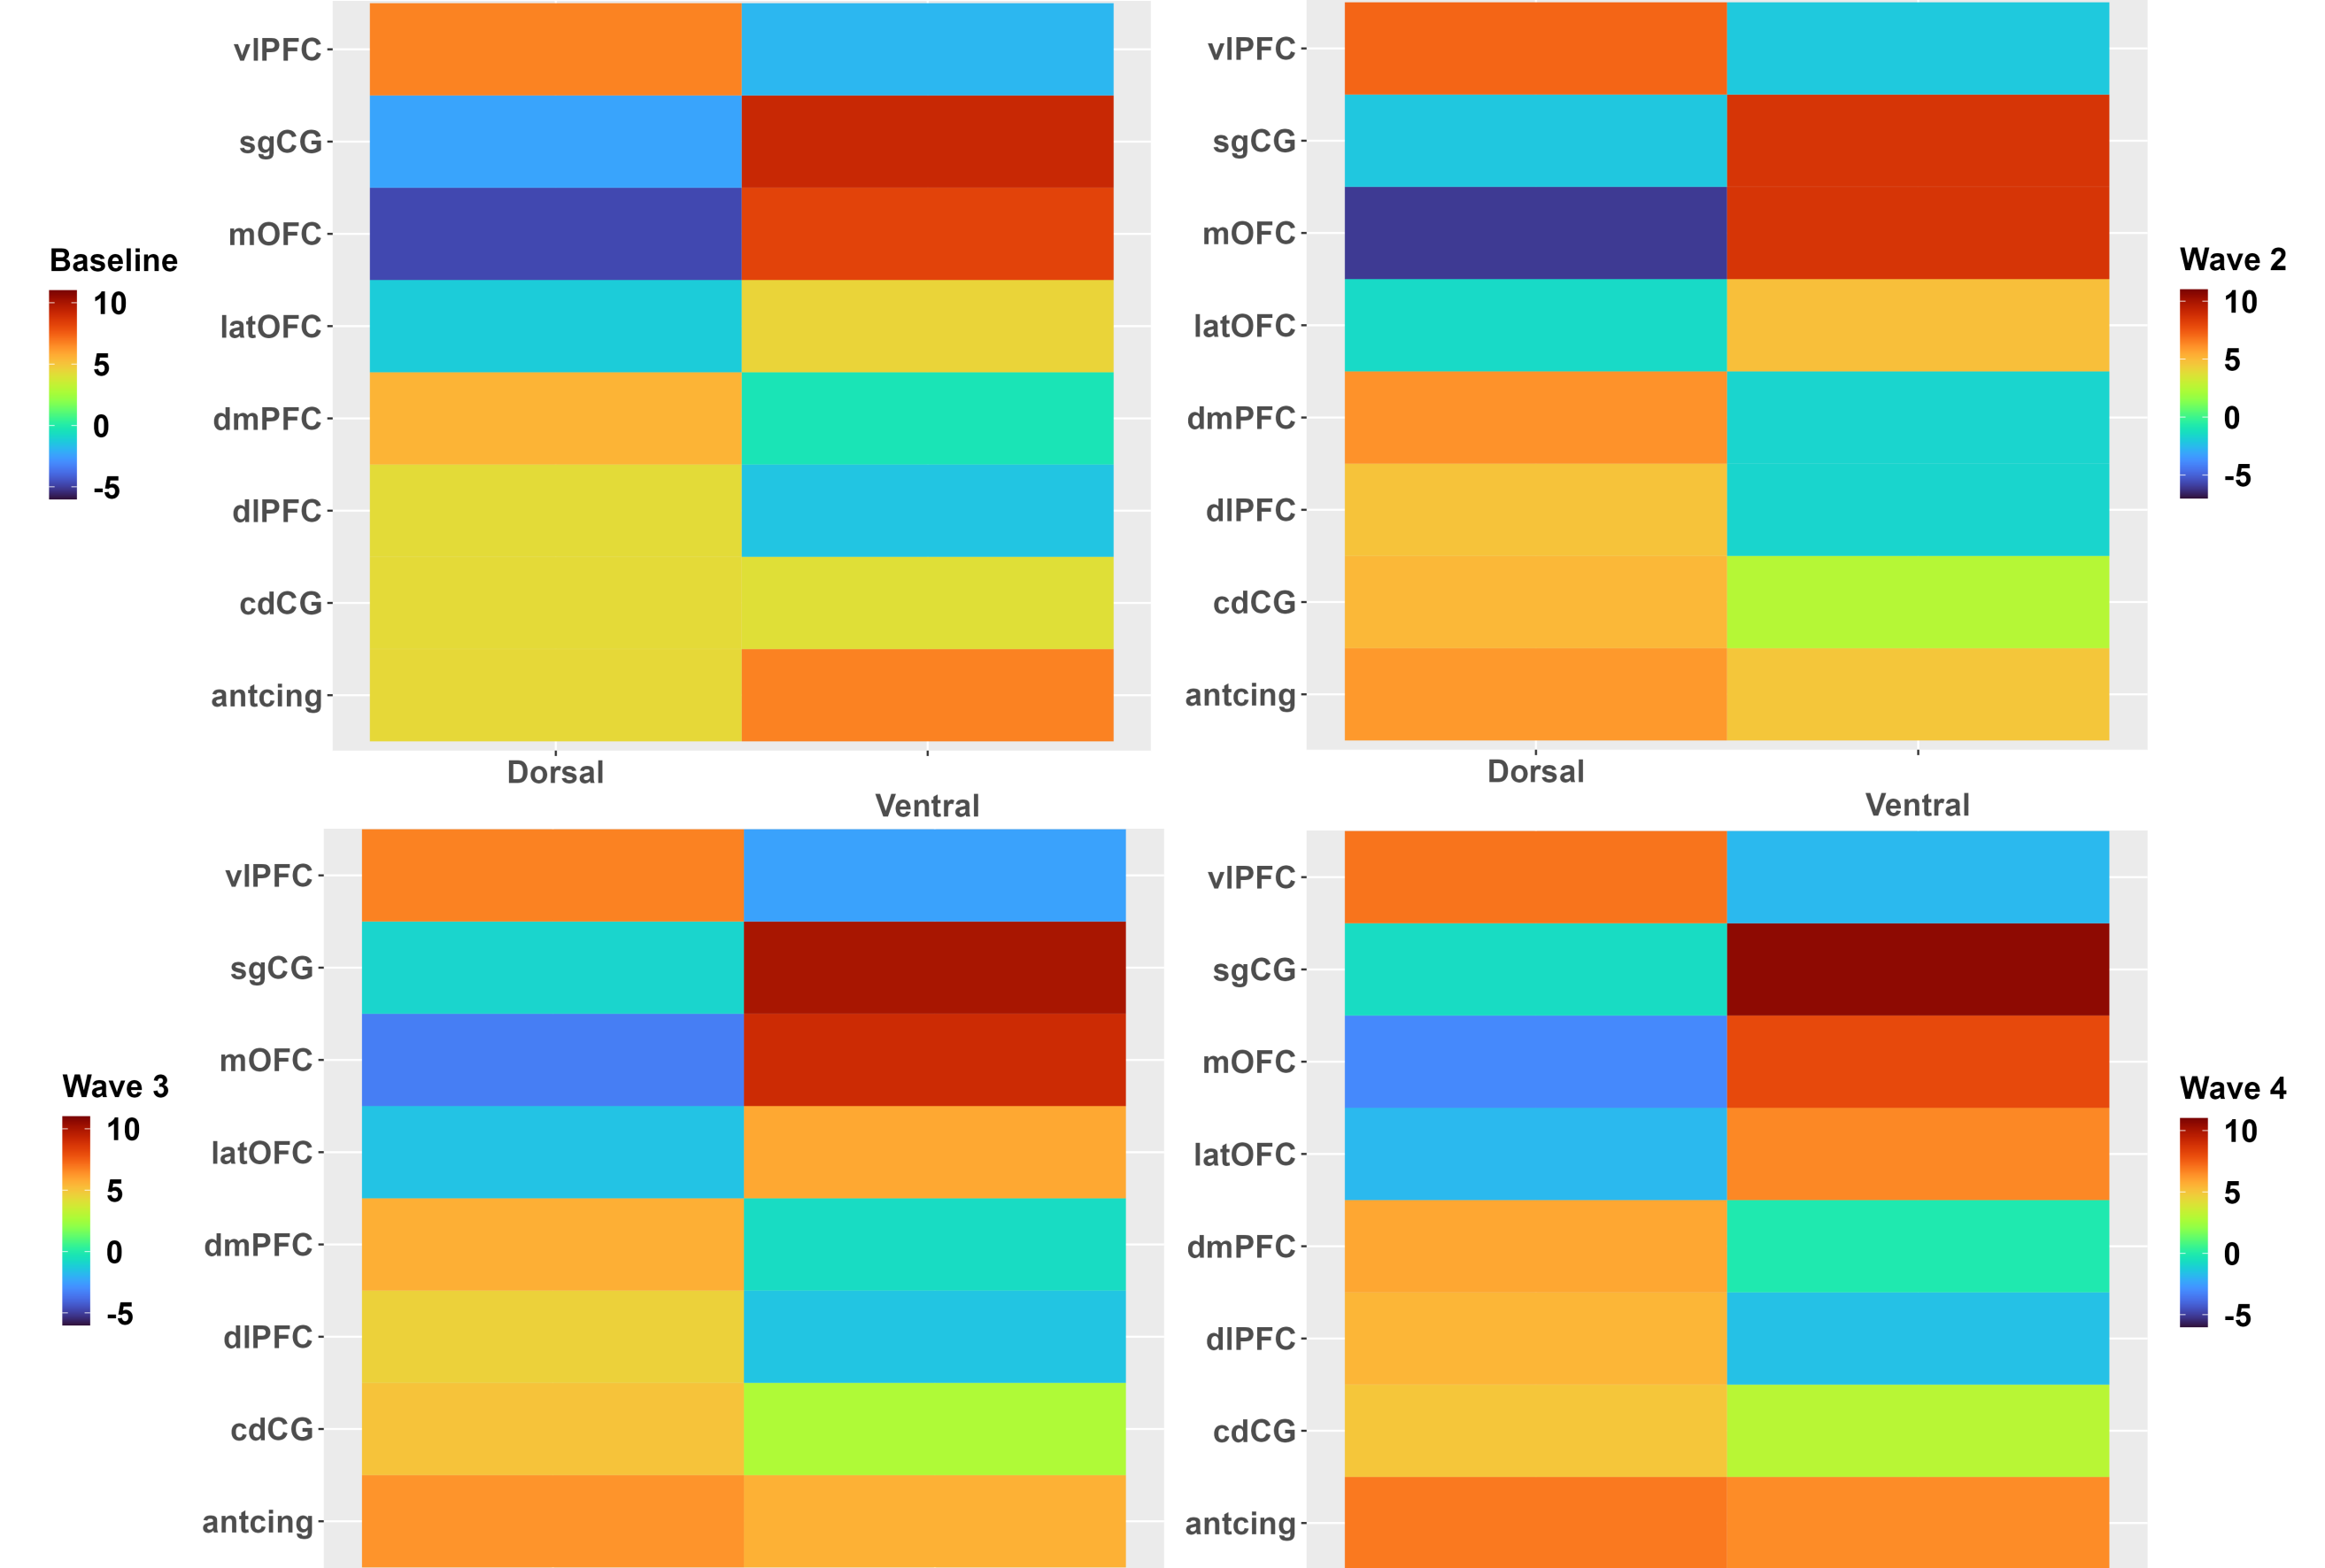 Baseline
10
5
0
-5
vlPFC
sgCG
mOFC
latOFC
dmPFC
dlPFC
cdCG
antcing
Dorsal
Ventral
vlPFC
sgCG
mOFC
latOFC
dmPFC
dlPFC
cdCG
antcing
Dorsal
Ventral
Wave 2
10
5
0
-5
Wave 3
10
5
0
-5
vlPFC
sgCG
mOFC
latOFC
dmPFC
dlPFC
cdCG
antcing
vlPFC
sgCG
mOFC
latOFC
dmPFC
dlPFC
cdCG
antcing
Wave 4
10
5
0
-5